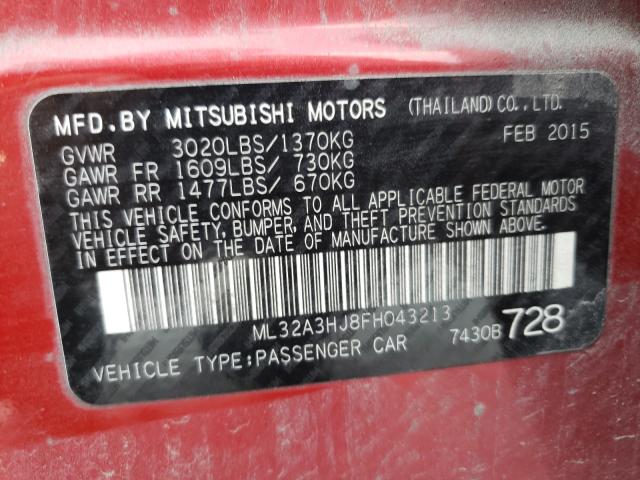 MFD. BY MITSUBISHI MOTORS (THAILAND) CO., LTD.
FEB 2015
GVWR 3020LBS/1370KG
GAWR FR 1609LBS/ 730KG
GAWR RR 1477LBS/ 670KG
THIS VEHICLE CONFORMS TO ALL APPLICABLE FEDERAL MOTOR
VEHICLE SAFETY, BUMPER, AND THEFT PREVENTION STANDARDS
IN EFFECT ON THE DATE OF MANUFACTURE SHOWN ABOVE.
ML32A3HJ8FH043213
7430B 728
VEHICLE TYPE:PASSENGER CAR